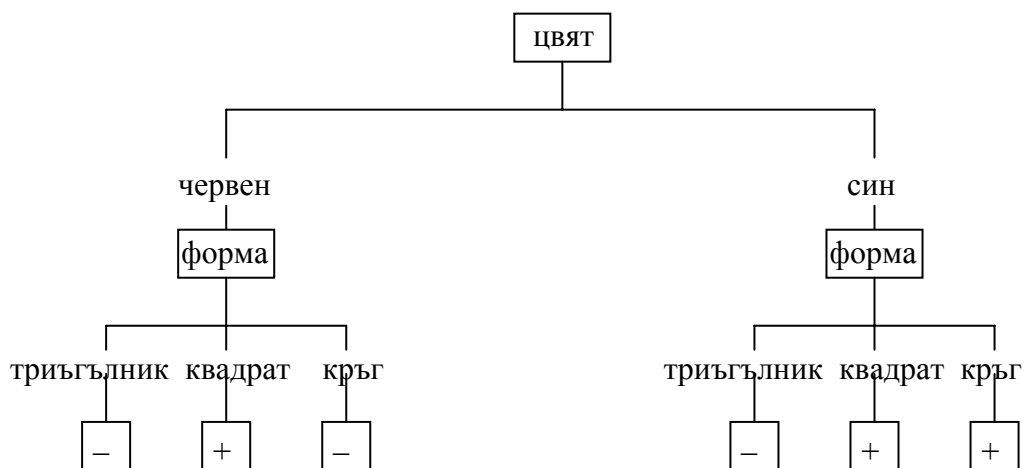 цвят
червен син
форма форма
триъгълник квадрат кръг триъгълник квадрат кръг
– + – – + +